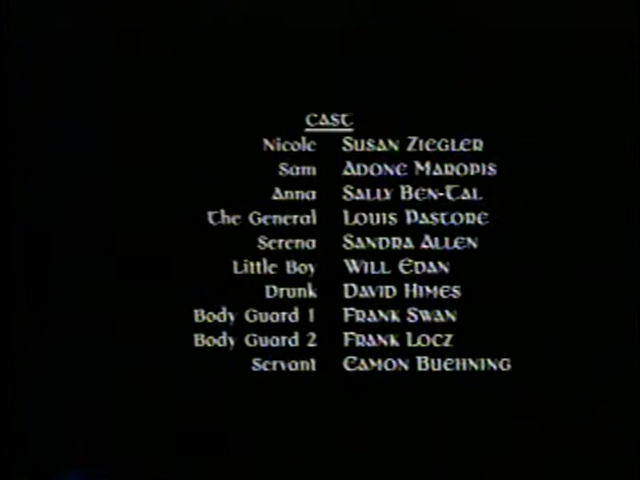 CAST
Nicole SUSAN ZIEGLER
Sam ADONE MAROPIS
Anna SALLY BEN-TAL
The General LOUIS PASTORE
Serena SANDRA ALLEN
Little Boy WILL EDAN
Drunk DAVID HIMES
Body Guard 1 FRANK SWAN
Body Guard 2 FRANK LOCZ
Servant EAMON BUEHNING